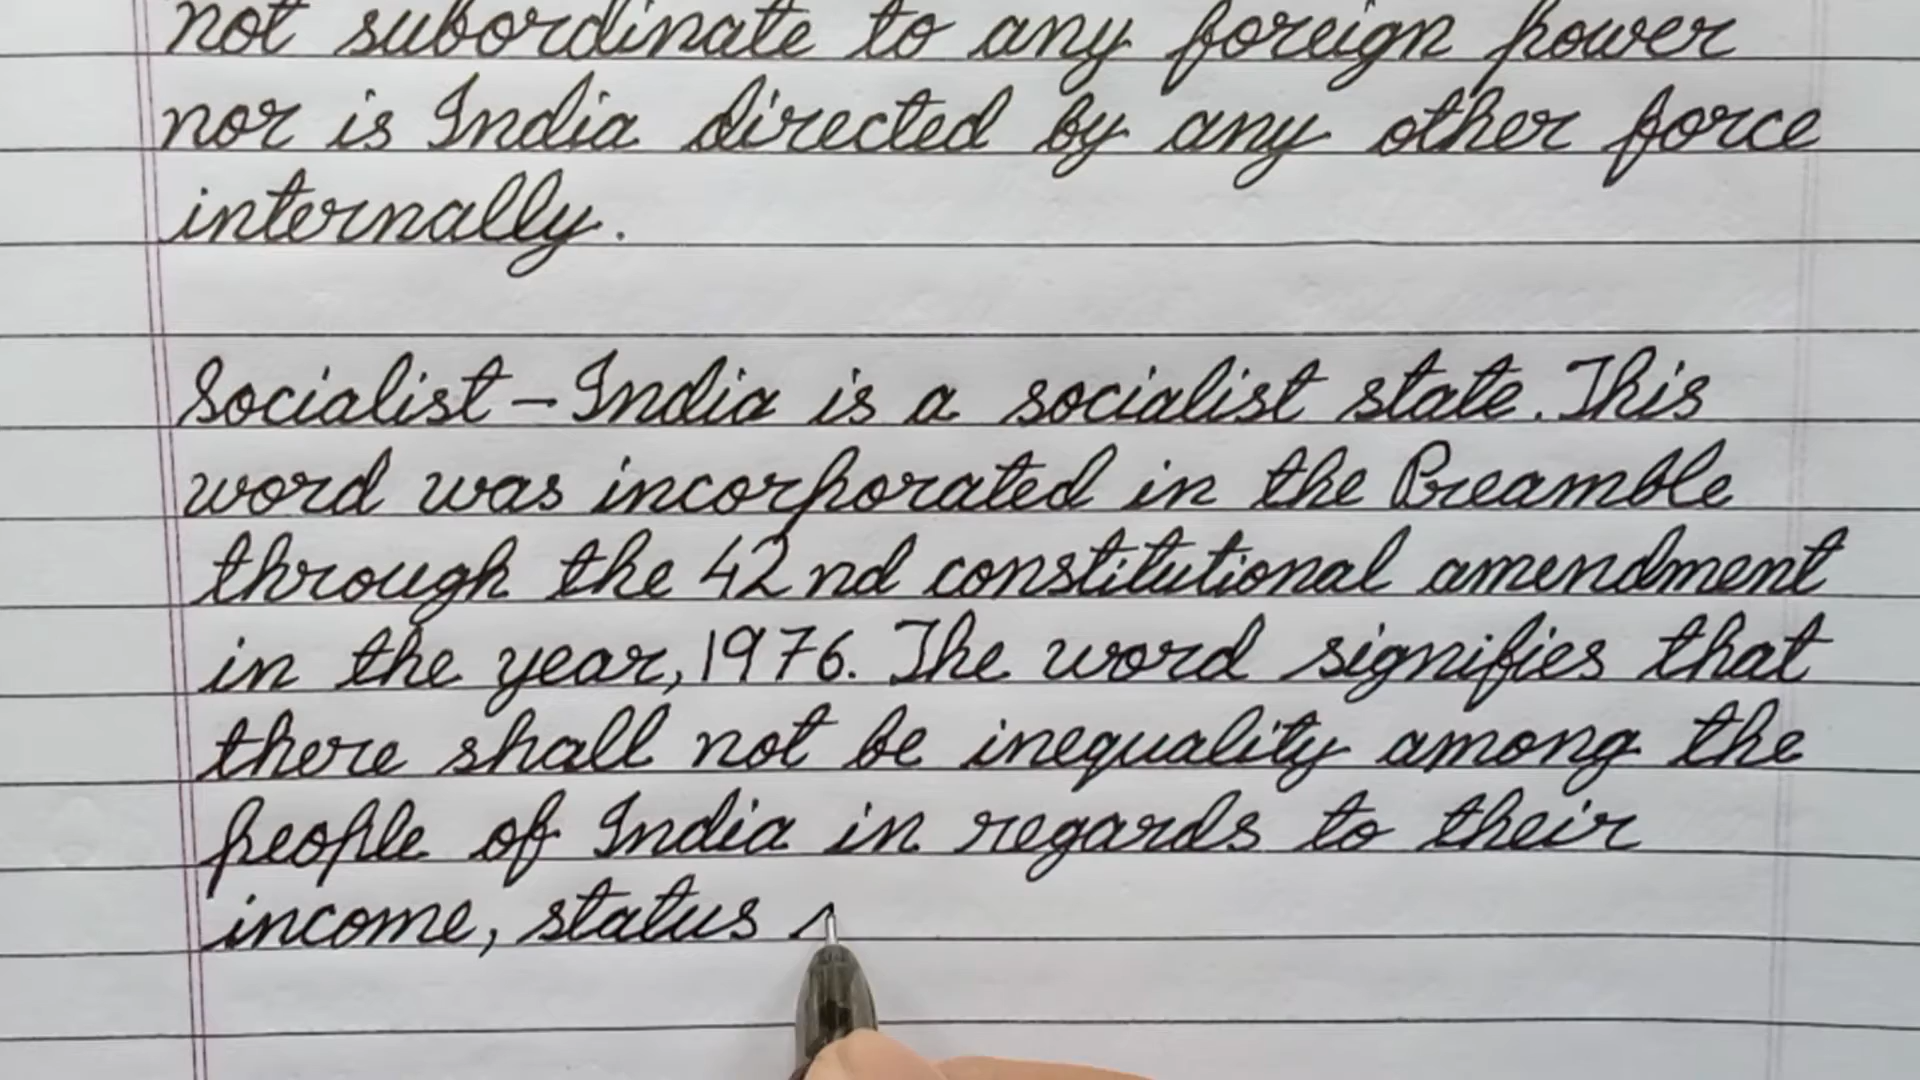 not subordinate to any foreign power
nor is India directed by any other force
internally.
Socialist - India is a socialist state. This
word was incorporated in the Preamble
through the 42nd constitutional amendment
in the year, 1976. The word signifies that
there shall not be inequality among the
people of India in regards to their
income, status